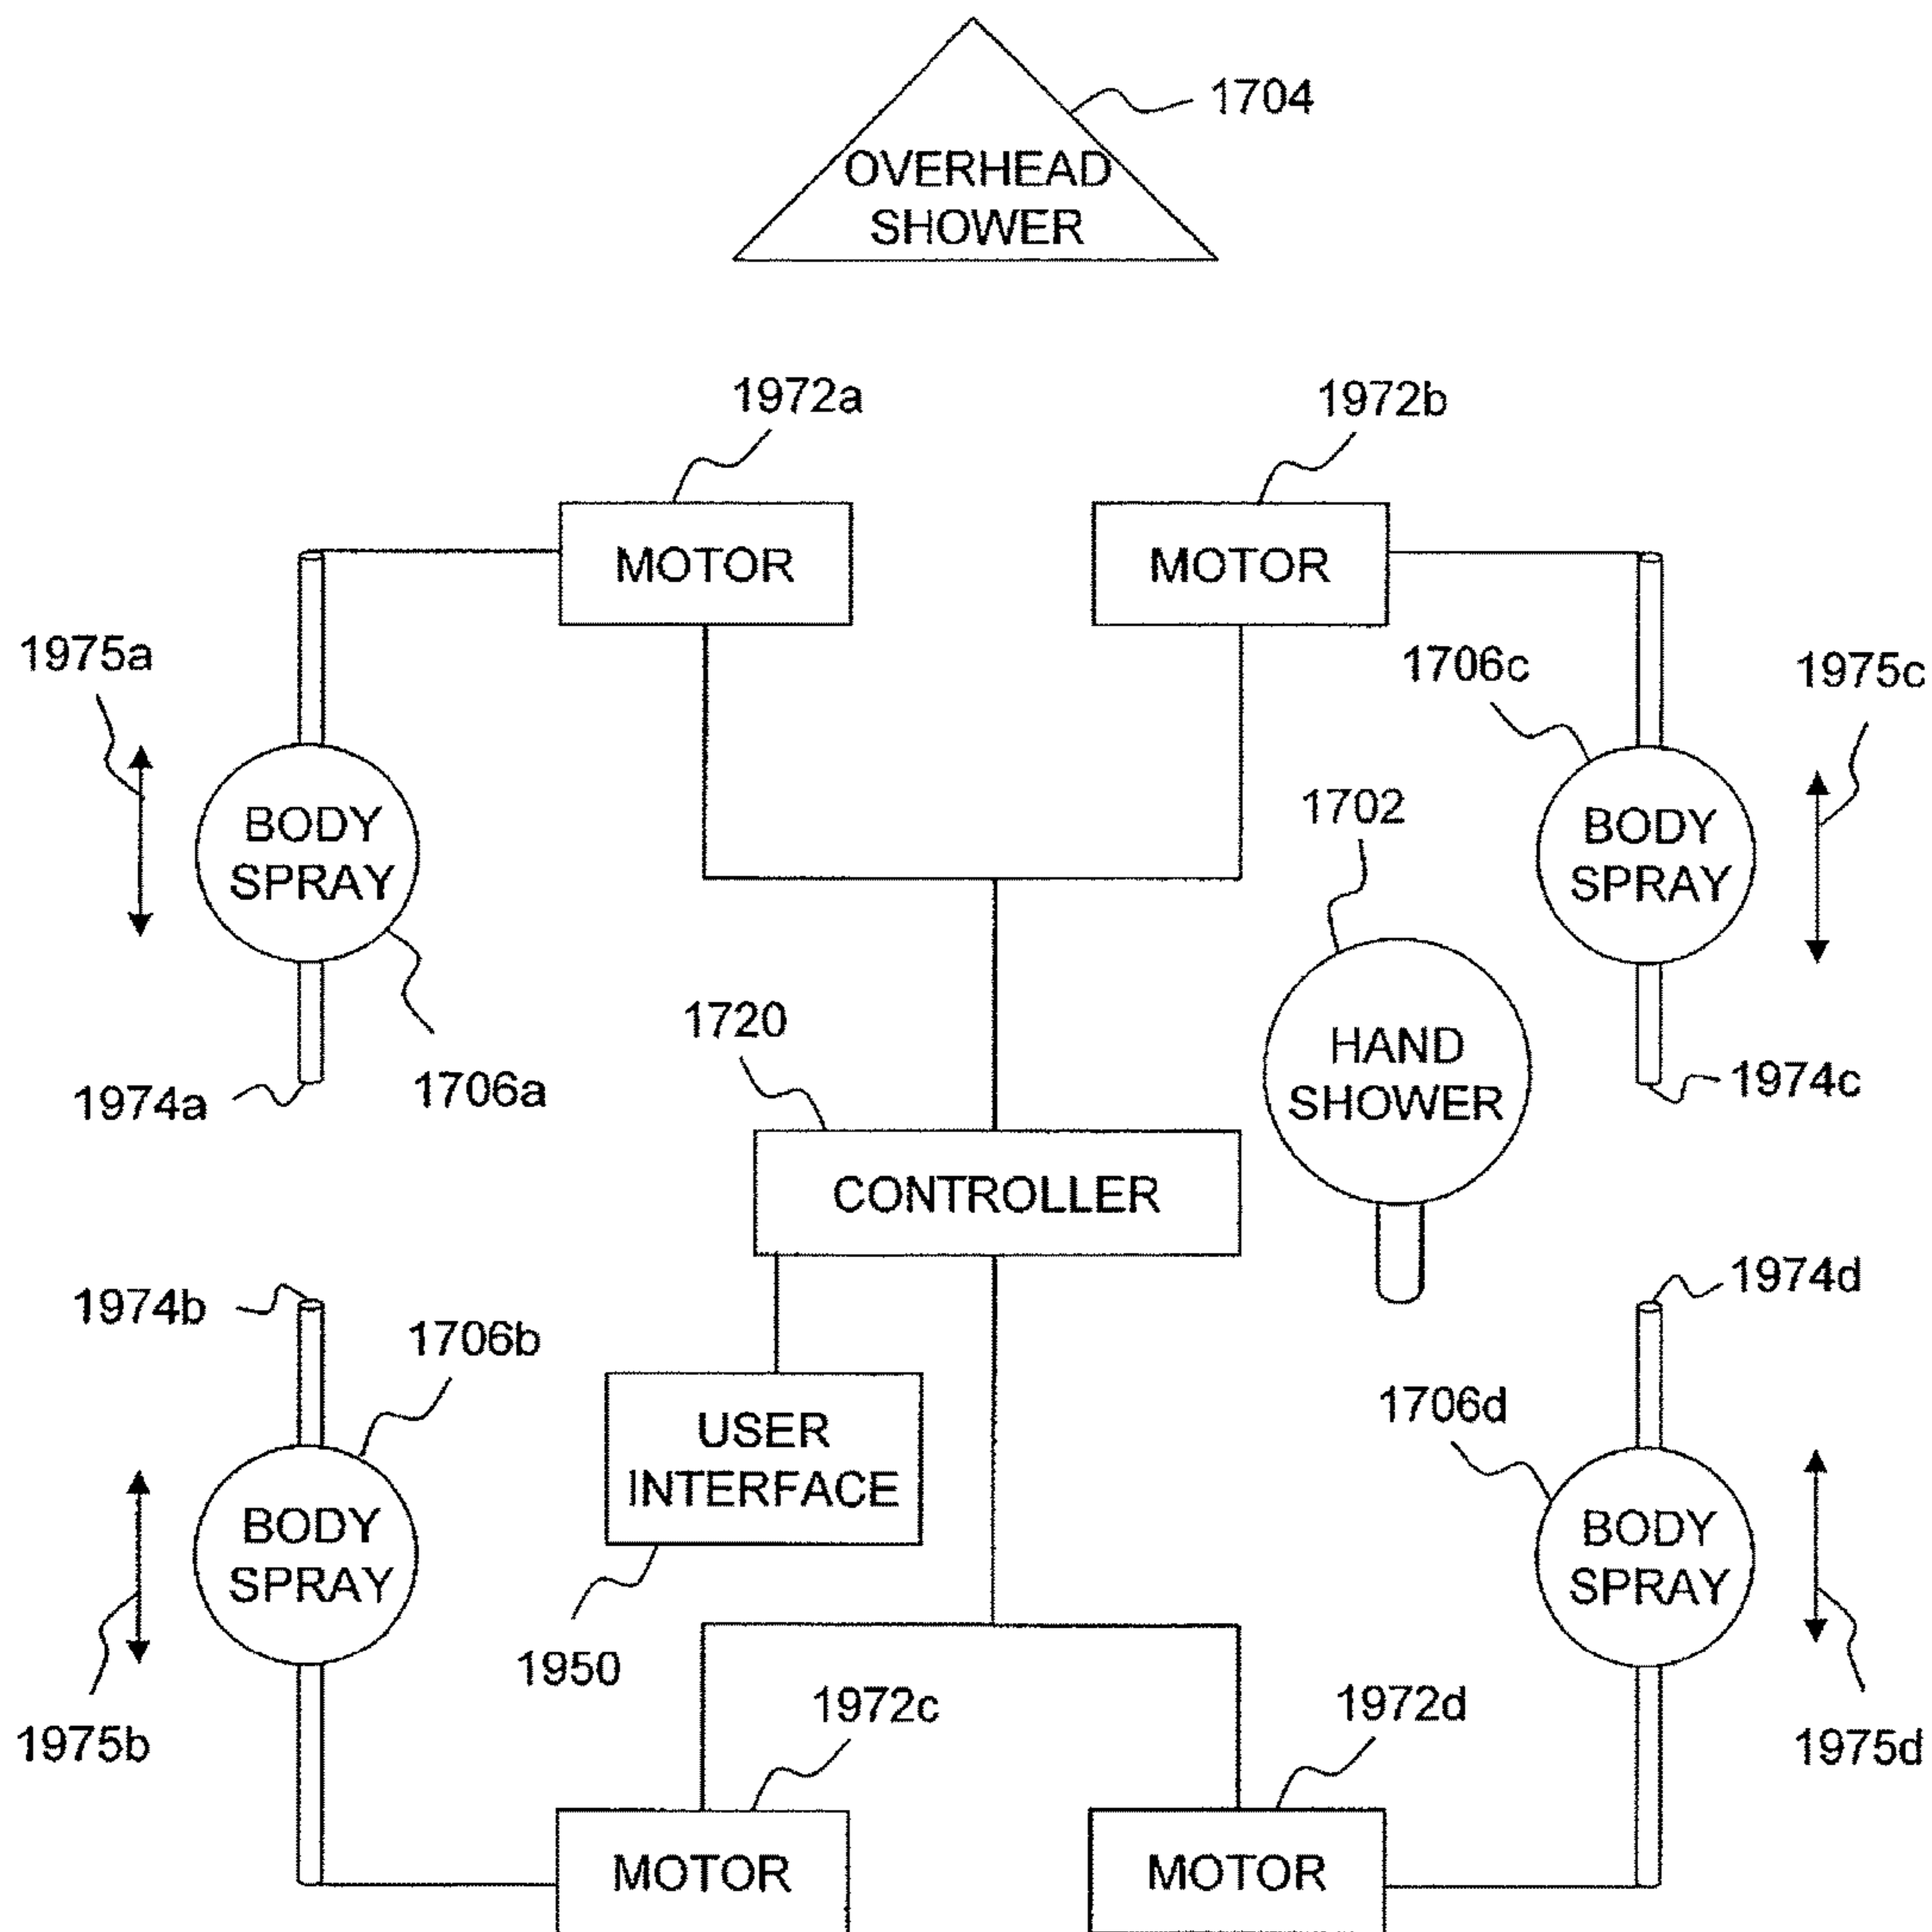 1704
OVERHEAD
SHOWER
1972a
1972b
MOTOR
MOTOR
1975a
1706c
1975c
BODY
SPRAY
1702
BODY
SPRAY
1720
HAND
SHOWER
1974a
1706a
1974c
CONTROLLER
1974b
1706b
1974d
USER
INTERFACE
1706d
BODY
SPRAY
BODY
SPRAY
1950
1975b
1972c
1972d
1975d
MOTOR
MOTOR